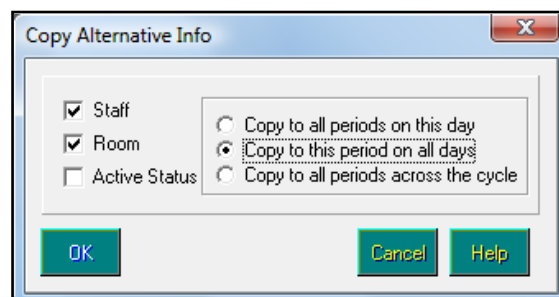 Copy Alternative Info
Staff
Room
Active Status
Copy to all periods on this day
Copy to this period on all days
Copy to all periods across the cycle
OK
Cancel
Help